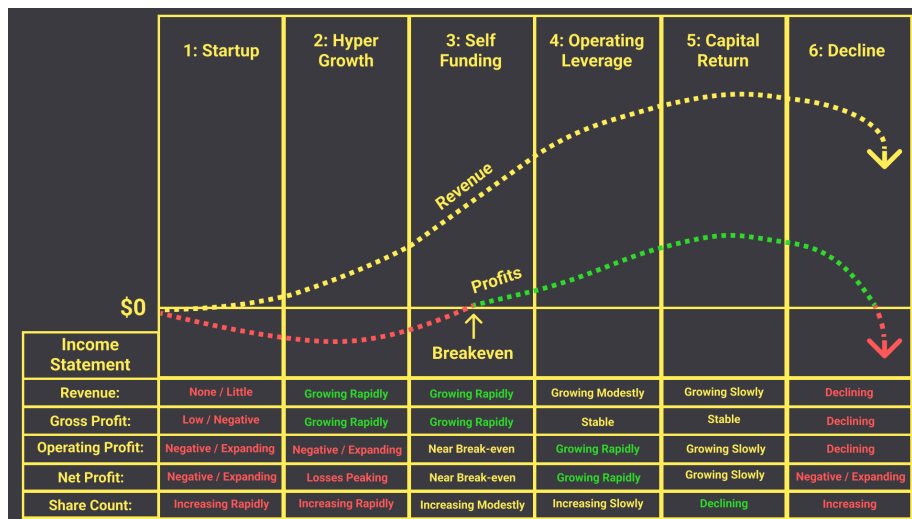 1: Startup
2: Hyper
Growth
3: Self
Funding
4: Operating
Leverage
5: Capital
Return
6: Decline
Revenue
Profits
$0
Breakeven
Income
Statement
Revenue: None / Little Growing Rapidly Growing Rapidly Growing Modestly Growing Slowly Declining
Gross Profit: Low / Negative Growing Rapidly Growing Rapidly Stable Stable Declining
Operating Profit: Negative / Expanding Negative / Expanding Near Break-even Growing Rapidly Growing Slowly Declining
Net Profit: Negative / Expanding Losses Peaking Near Break-even Growing Rapidly Growing Slowly Negative / Expanding
Share Count: Increasing Rapidly Increasing Rapidly Increasing Modestly Increasing Slowly Declining Increasing